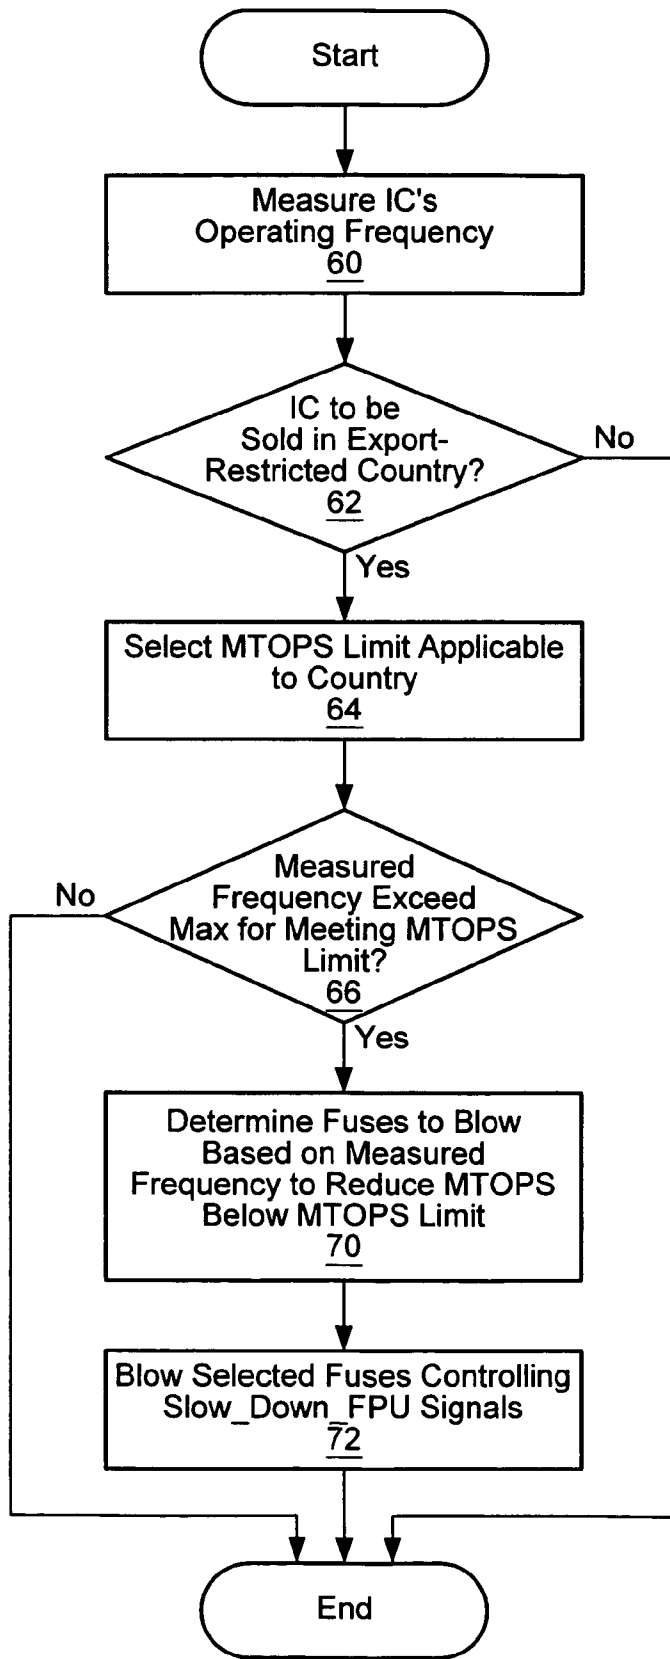 Start
Measure IC's
Operating Frequency
60
IC to be
Sold in Export-
Restricted Country?
62
No
Yes
Select MTOPS Limit Applicable
to Country
64
Measured
Frequency Exceed
Max for Meeting MTOPS
Limit?
66
No
Yes
Determine Fuses to Blow
Based on Measured
Frequency to Reduce MTOPS
Below MTOPS Limit
70
Blow Selected Fuses Controlling
Slow_Down_FPU Signals
72
End